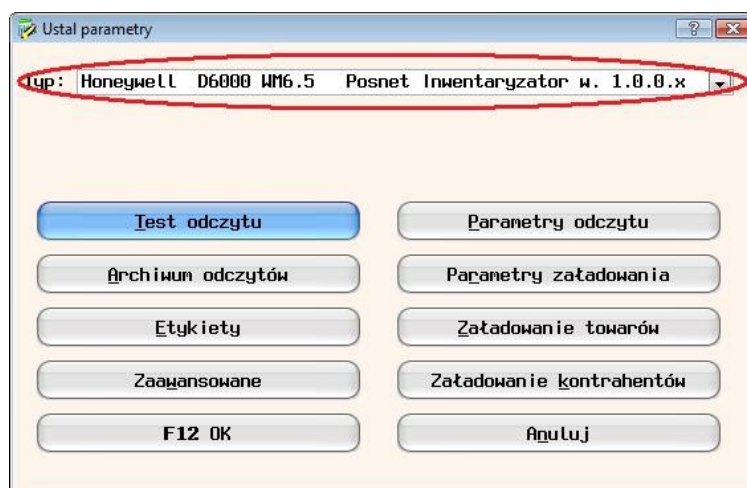 Ustal parametry
Typ: Honeywell D6000 WM6.5 Posnet Inwentaryzator w. 1.0.0.x
Test odczytu
Parametry odczytu
Archiwum odczytów
Parametry załadowania
Etykiety
Załadowanie towarów
Zaawansowane
Załadowanie kontrahentów
F12 OK
Anuluj